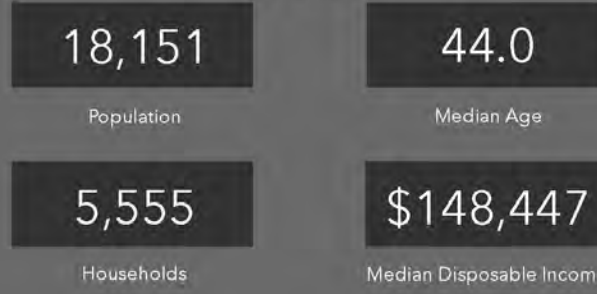 18,151
Population
44.0
Median Age
5,555
Households
$148,447
Median Disposable Incom